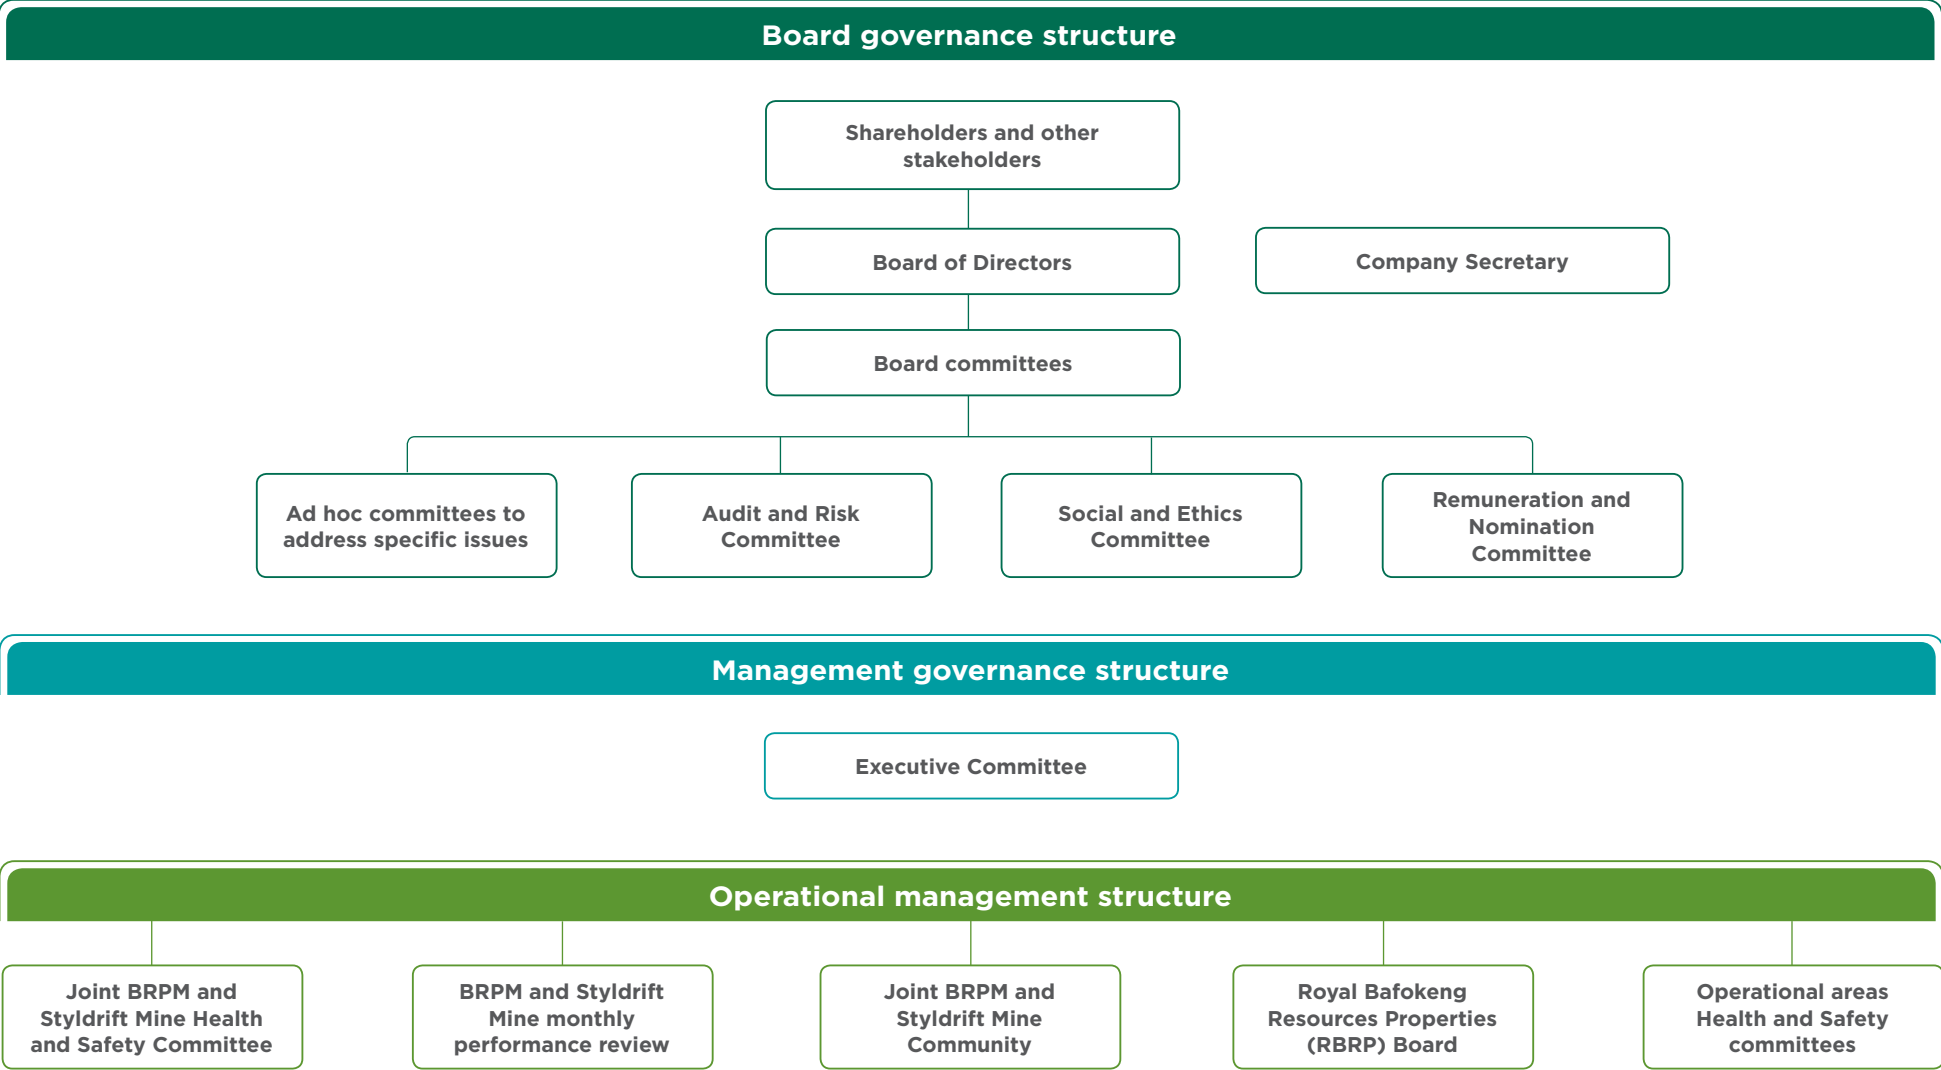 Board governance structure
Shareholders and other
stakeholders
Board of Directors
Company Secretary
Board committees
Ad hoc committees to
address specific issues
Audit and Risk
Committee
Social and Ethics
Committee
Remuneration and
Nomination
Committee
Management governance structure
Executive Committee
Operational management structure
Joint BRPM and
Styldrift Mine Health
and Safety Committee
BRPM and Styldrift
Mine monthly
performance review
Joint BRPM and
Styldrift Mine
Community
Royal Bafokeng
Resources Properties
(RBRP) Board
Operational areas
Health and Safety
committees